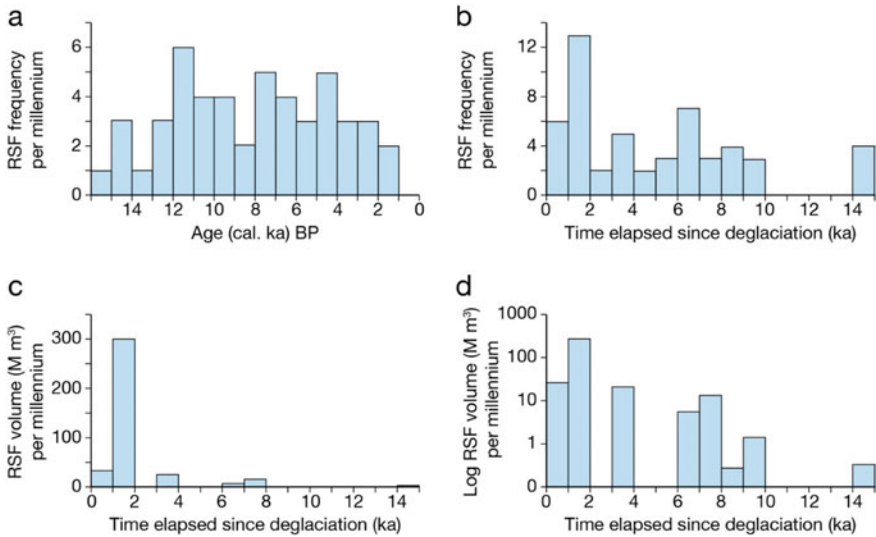 a
RSF frequency
per millennium
8
6
4
2
0
14 12 10 8 6 4 2 0
Age (cal. ka) BP
b
RSF frequency
per millennium
12
8
4
0
0 2 4 6 8 10 12 14
Time elapsed since deglaciation (ka)
c
RSF volume (M m³)
per millennium
300
200
100
0
0 2 4 6 8 10 12 14
Time elapsed since deglaciation (ka)
d
Log RSF volume (M m³)
per millennium
1000
100
10
1
0
0 2 4 6 8 10 12 14
Time elapsed since deglaciation (ka)